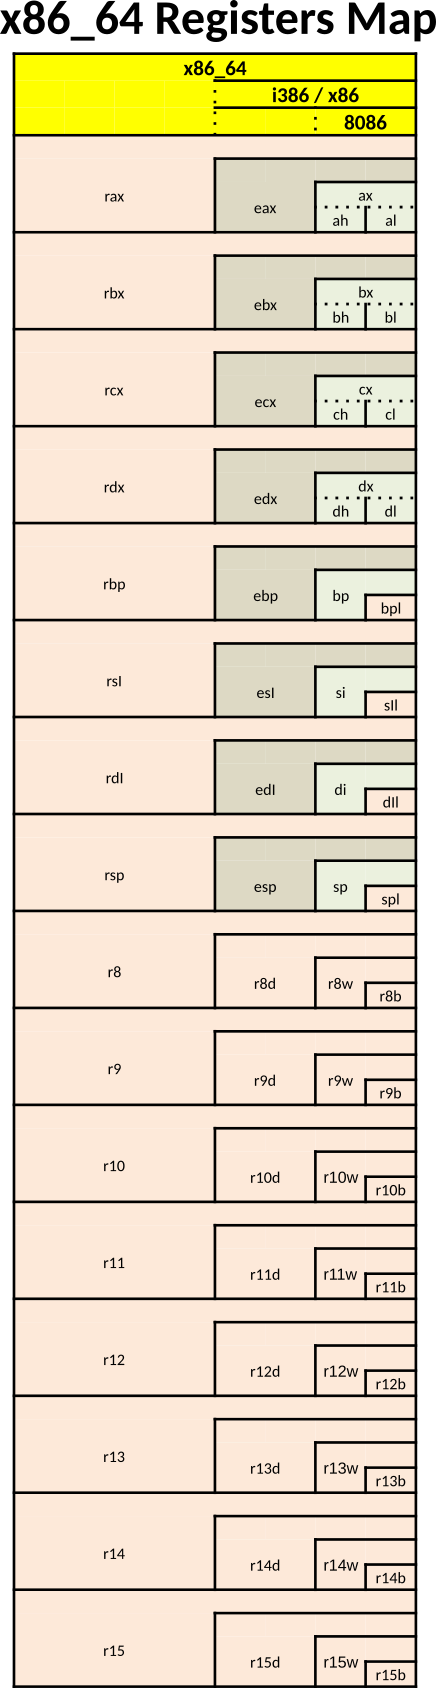 x86_64 Registers Map
x86_64
i386 / x86
8086
rax
eax
ax
ah al
rbx
ebx
bx
bh bl
rcx
ecx
cx
ch cl
rdx
edx
dx
dh dl
rbp
ebp bp
bpl
rsI
esI si
sIl
rdI
edI di
dIl
rsp
esp sp
spl
r8
r8d r8w
r8b
r9
r9d r9w
r9b
r10
r10d r10w
r10b
r11
r11d r11w
r11b
r12
r12d r12w
r12b
r13
r13d r13w
r13b
r14
r14d r14w
r14b
r15
r15d r15w
r15b